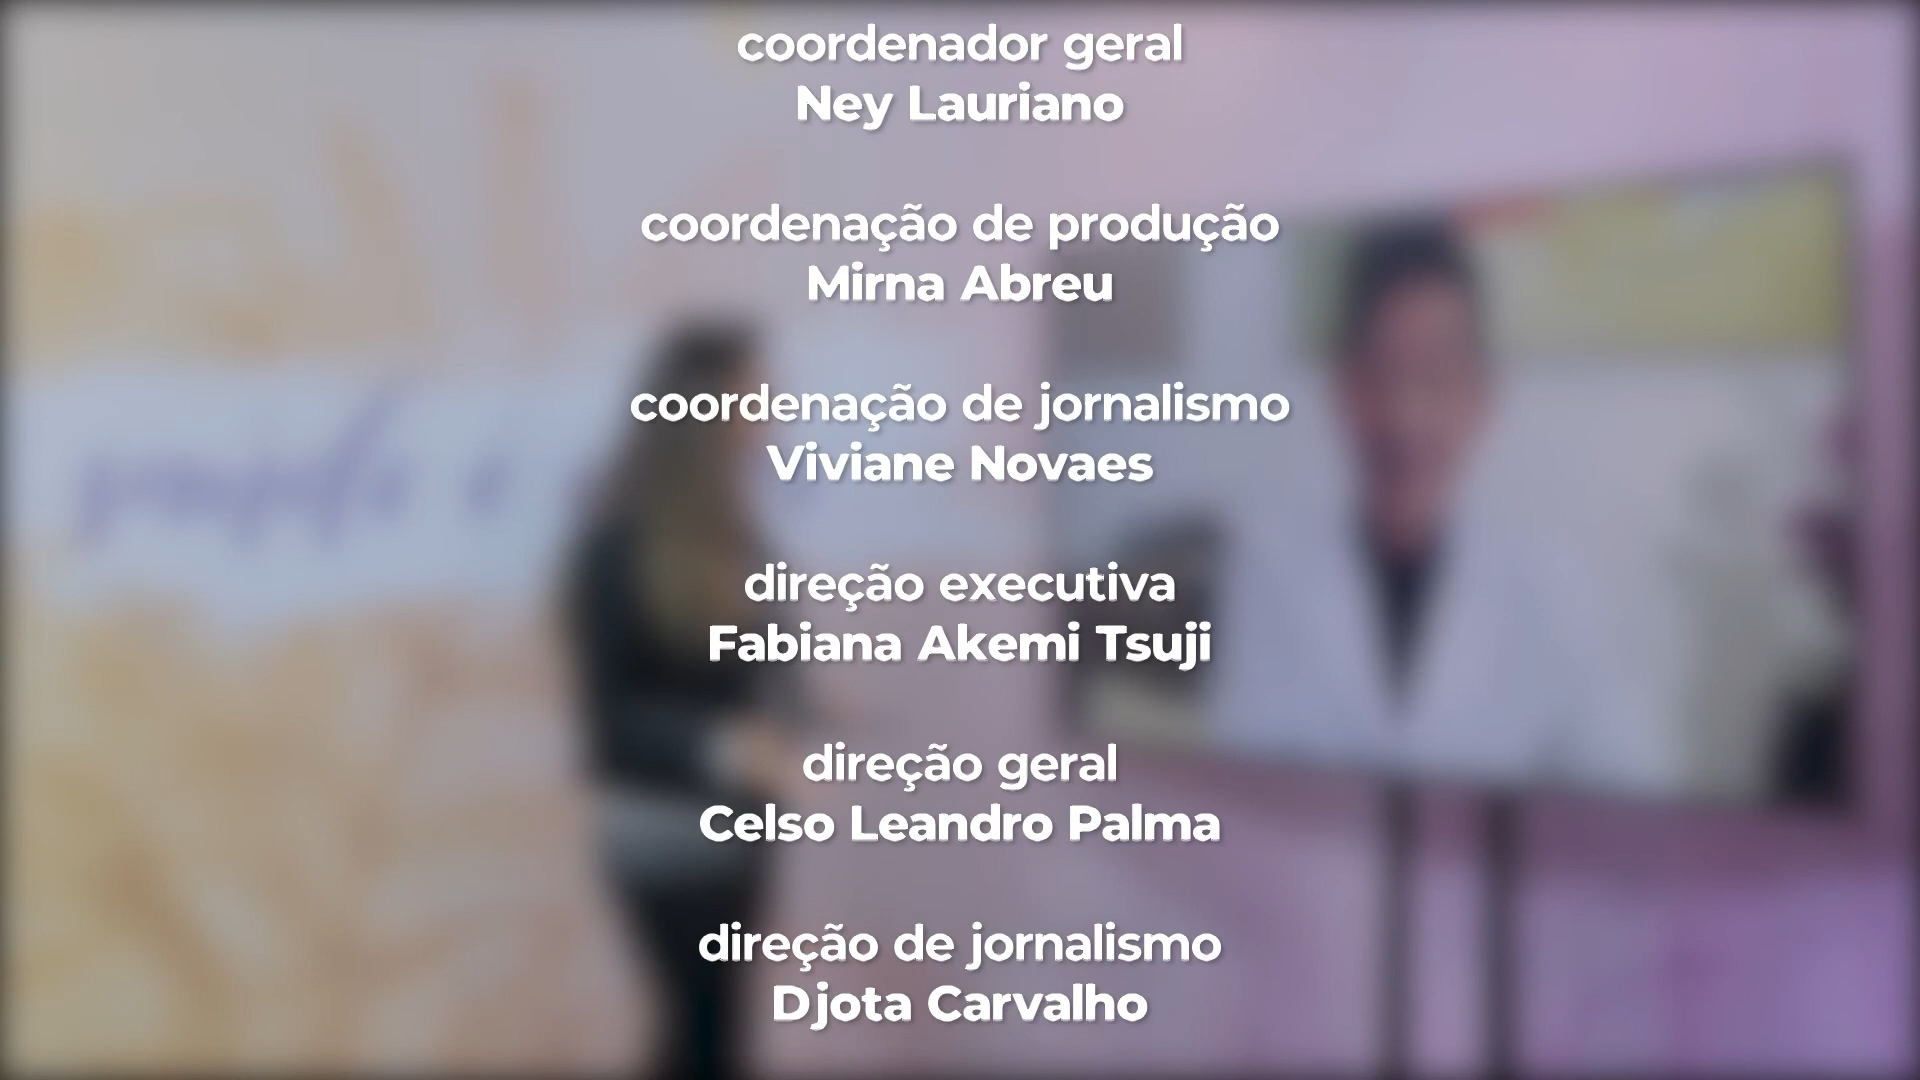 coordenador geral
Ney Lauriano
coordenação de produção
Mirna Abreu
coordenação de jornalismo
Viviane Novaes
direção executiva
Fabiana Akemi Tsuji
direção geral
Celso Leandro Palma
direção de jornalismo
Djota Carvalho